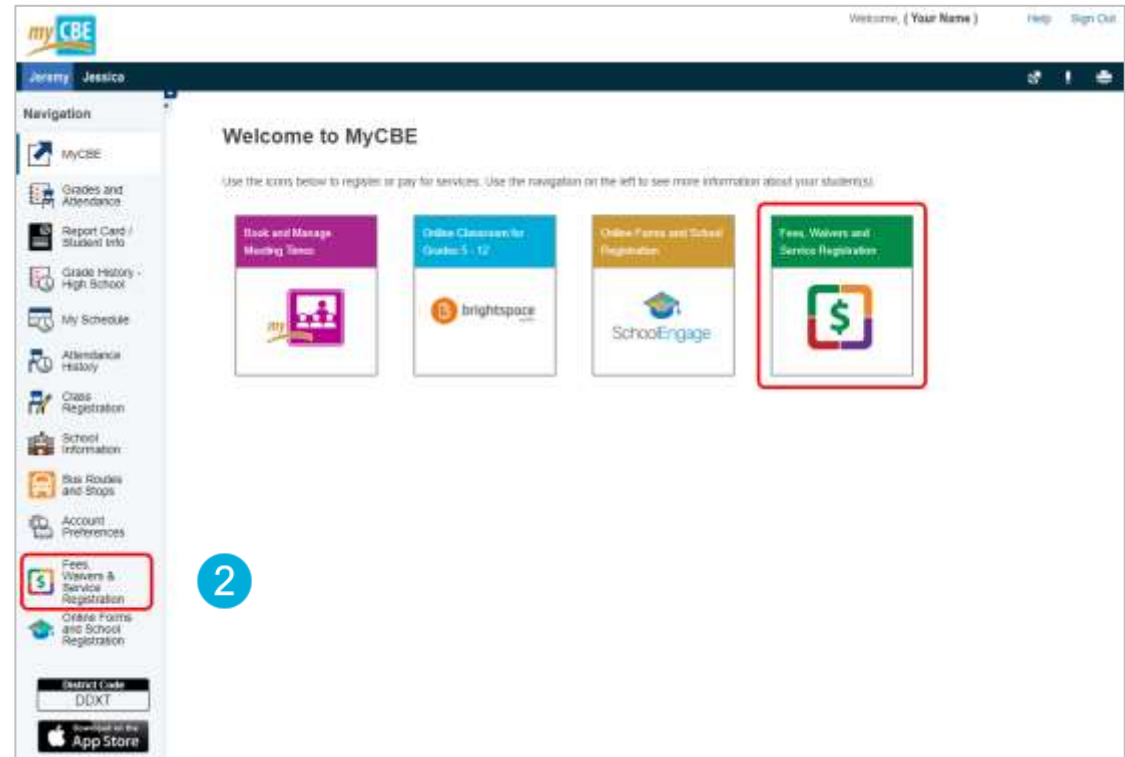 my CBE
Welcome, ( Your Name )
Help
Sign Out
Jeremy
Jessica
Navigation
MyCBE
Grades and
Attendance
Report Card /
Student Info
Grade History -
High School
My Schedule
Attendance
History
Class
Registration
School
Information
Bus Routes
and Stops
Account
Preferences
Fees,
Waivers &
Service
Registration
Online Forms
and School
Registration
District Code
DDXT
Download on the
App Store
Welcome to MyCBE
Use the icons below to register or pay for services. Use the navigation on the left to see more information about your student(s).
Book and Manage
Meeting Times
my
Online Classroom for
Grades 5 - 12
brightspace
Online Forms and School
Registration
SchoolEngage
Fees, Waivers and
Service Registration
$
2